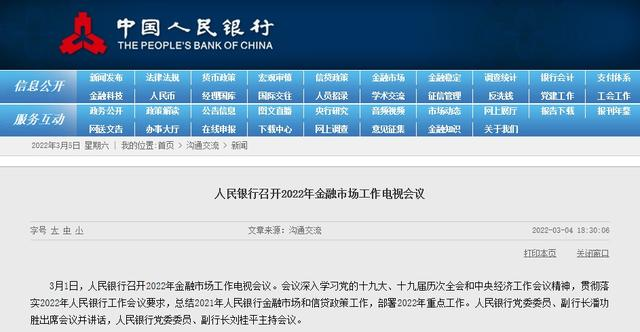 中国人民银行
THE PEOPLE'S BANK OF CHINA
信息公开 新闻发布 法律法规 货币政策 宏观审慎 信贷政策 金融市场 金融稳定 调查统计 银行会计 支付体系
金融科技 人民币 经理国库 国际交往 人员招录 学术交流 征信管理 反洗钱 党建工作 工会工作
服务互动 政务公开 政策解读 公告信息 图文直播 央行研究 音频视频 市场动态 网上展厅 报告下载 报刊年鉴
网送文告 办事大厅 在线申报 下载中心 网上调查 意见征集 金融知识 关于我们
2022年3月5日 星期六 | 我的位置:首页 > 沟通交流 > 新闻
人民银行召开2022年金融市场工作电视会议
字号 大 中 小 文章来源：沟通交流 2022-03-04 18:30:06
打印本页 关闭窗口
3月1日，人民银行召开2022年金融市场工作电视会议。会议深入学习党的十九大、十九届历次全会和中央经济工作会议精神，贯彻落
实2022年人民银行工作会议要求，总结2021年人民银行金融市场和信贷政策工作，部署2022年重点工作。人民银行党委委员、副行长潘功
胜出席会议并讲话，人民银行党委委员、副行长刘桂平主持会议。